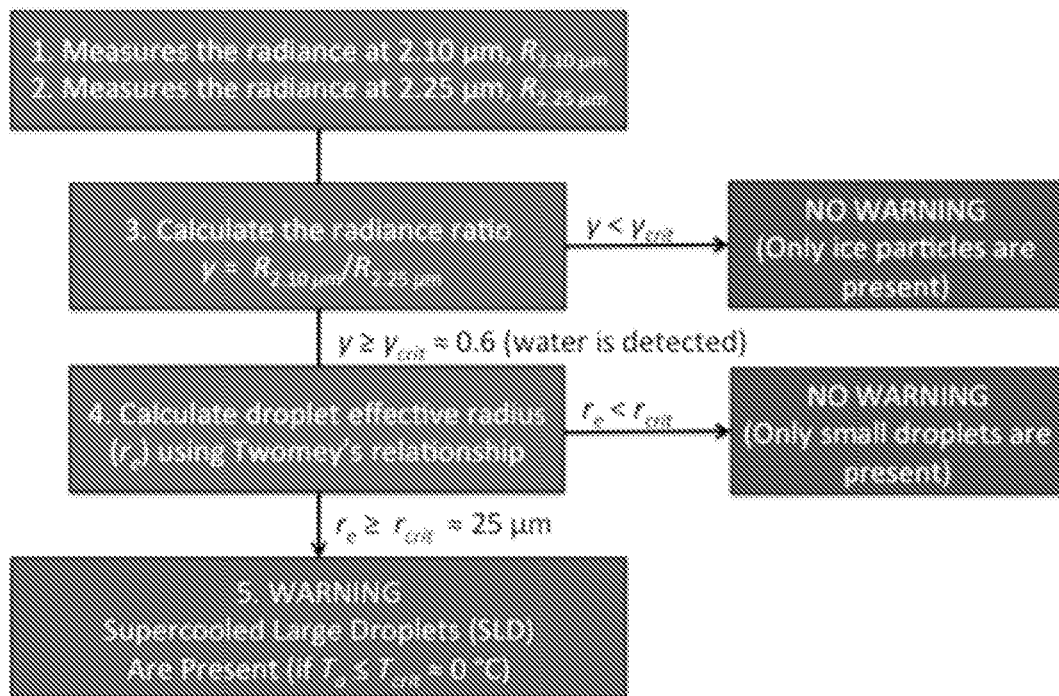 1. Measures the radiance at 2.10 μm, R2.10 μm
2. Measures the radiance at 2.25 μm, R2.25 μm
3. Calculate the radiance ratio
γ = R2.10 μm/R2.25 μm
γ < γcrit
NO WARNING
(Only ice particles are
present)
γ ≥ γcrit ≈ 0.6 (water is detected)
4. Calculate droplet effective radius
(re) using Twomey's relationship
re < rcrit
NO WARNING
(Only small droplets are
present)
re ≥ rcrit ≈ 25 μm
5. WARNING
Supercooled Large Droplets (SLD)
Are Present (if
0 °C)